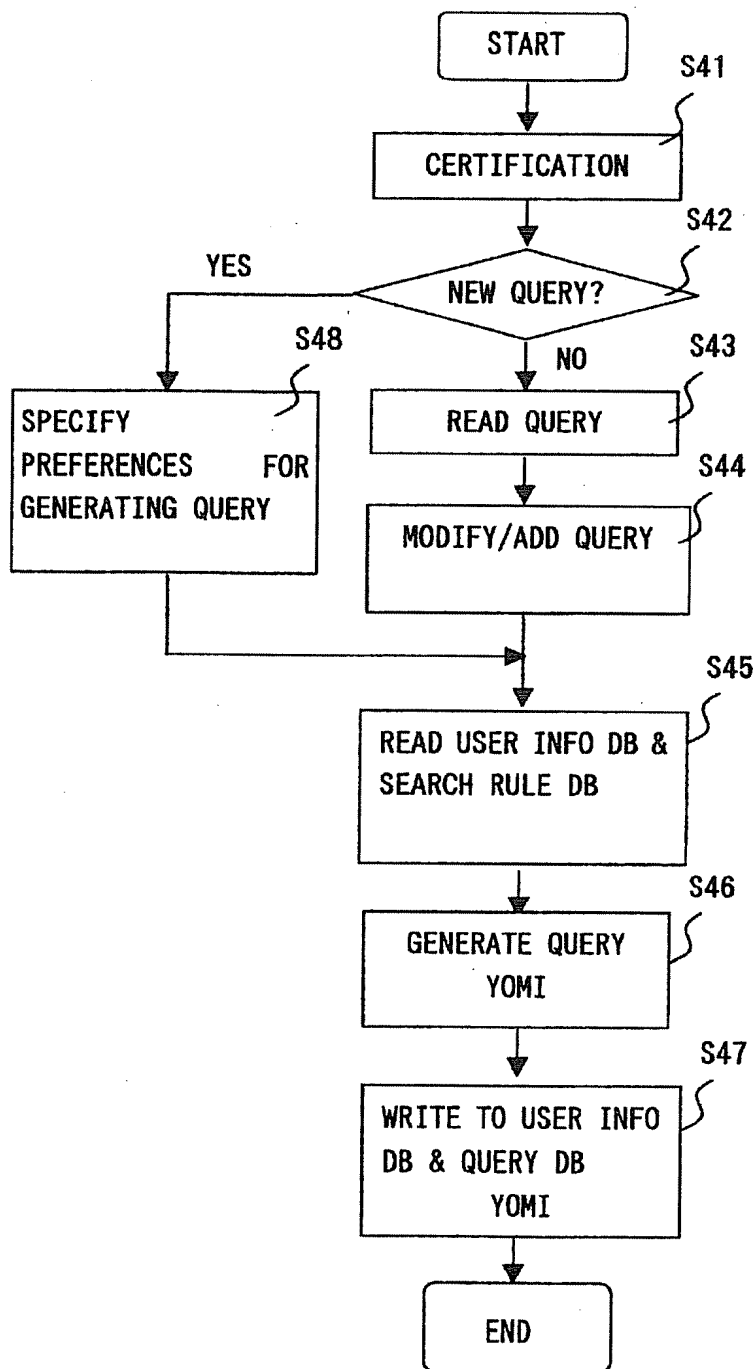 START
S41
CERTIFICATION
S42
YES
NEW QUERY?
S48
NO
S43
SPECIFY
PREFERENCES FOR
GENERATING QUERY
READ QUERY
S44
MODIFY/ADD QUERY
S45
READ USER INFO DB &
SEARCH RULE DB
S46
GENERATE QUERY
YOMI
S47
WRITE TO USER INFO
DB & QUERY DB
YOMI
END